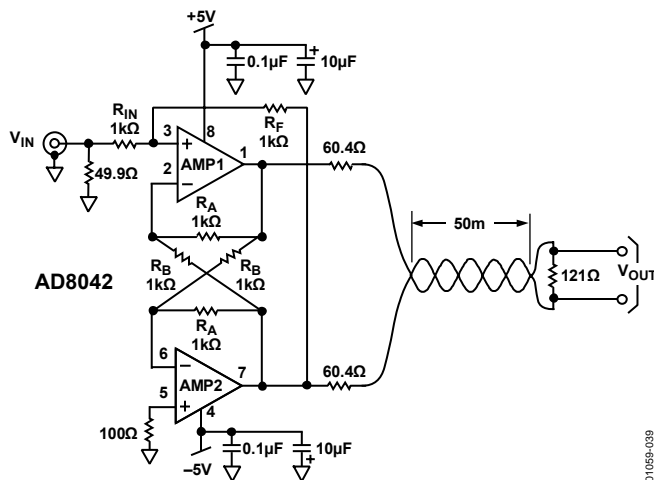 +5V
0.1µF
10µF
+
RIN
1kΩ
RF
1kΩ
VIN
3
+
8
AMP1
1
2
−
49.9Ω
60.4Ω
RA
1kΩ
50m
RB
1kΩ
RB
1kΩ
121Ω
VOUT
AD8042
RA
1kΩ
6
−
7
AMP2
60.4Ω
5
+
4
100Ω
0.1µF
10µF
+
−5V
01059-039